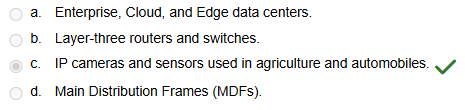 a. Enterprise, Cloud, and Edge data centers.
b. Layer-three routers and switches.
c. IP cameras and sensors used in agriculture and automobiles.
d. Main Distribution Frames (MDFs).